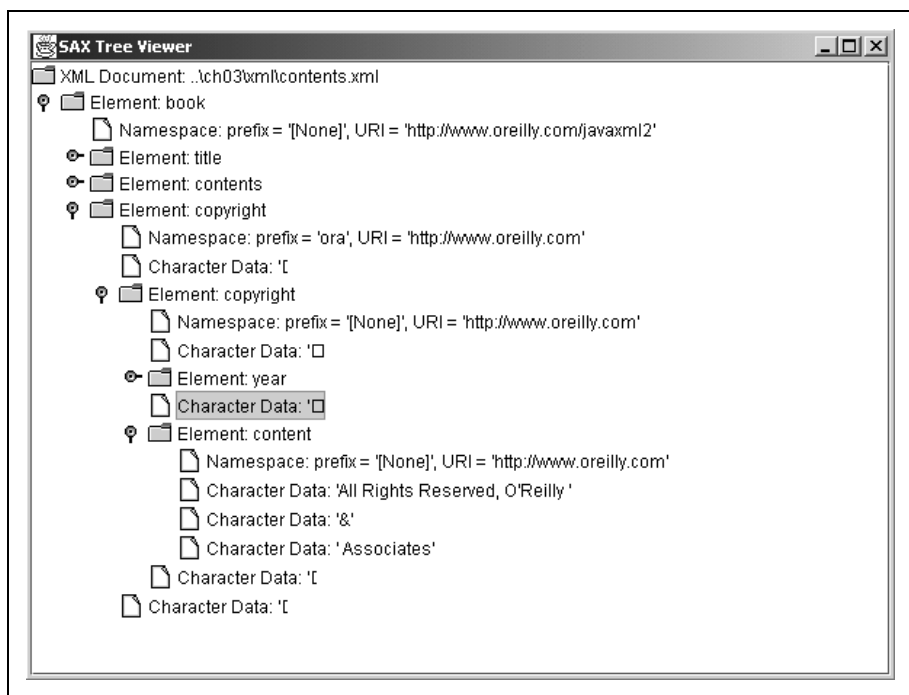 SAX Tree Viewer
XML Document: ..\ch03\xml\contents.xml
Element: book
Namespace: prefix = '[None]', URI = 'http://www.oreilly.com/javaxml2'
Element: title
Element: contents
Element: copyright
Namespace: prefix = 'ora', URI = 'http://www.oreilly.com'
Character Data: '[
Element: copyright
Namespace: prefix = '[None]', URI = 'http://www.oreilly.com'
Character Data: '□
Element: year
Character Data: '□
Element: content
Namespace: prefix = '[None]', URI = 'http://www.oreilly.com'
Character Data: 'All Rights Reserved, O'Reilly '
Character Data: '&'
Character Data: ' Associates'
Character Data: '[
Character Data: '[